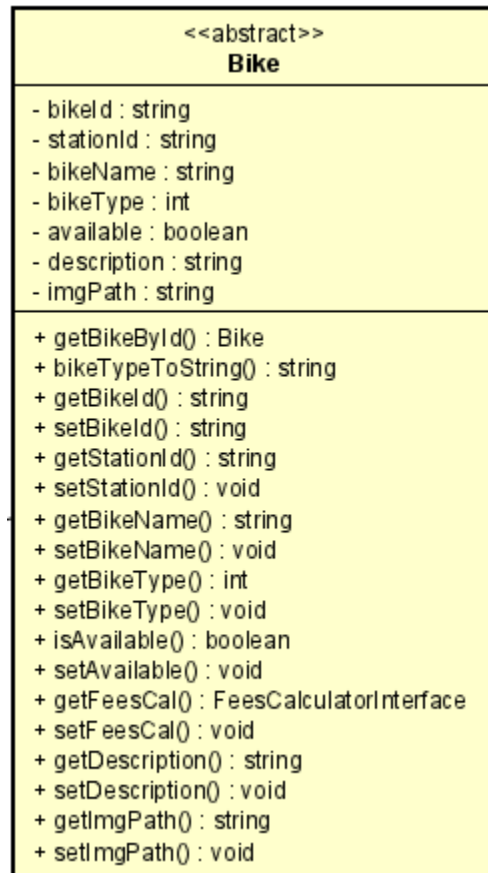 <<abstract>>
Bike
- bikeId : string
- stationId : string
- bikeName : string
- bikeType : int
- available : boolean
- description : string
- imgPath : string
+ getBikeById() : Bike
+ bikeTypeToString() : string
+ getBikeId() : string
+ setBikeId() : string
+ getStationId() : string
+ setStationId() : void
+ getBikeName() : string
+ setBikeName() : void
+ getBikeType() : int
+ setBikeType() : void
+ isAvailable() : boolean
+ setAvailable() : void
+ getFeesCal() : FeesCalculatorInterface
+ setFeesCal() : void
+ getDescription() : string
+ setDescription() : void
+ getImgPath() : string
+ setImgPath() : void